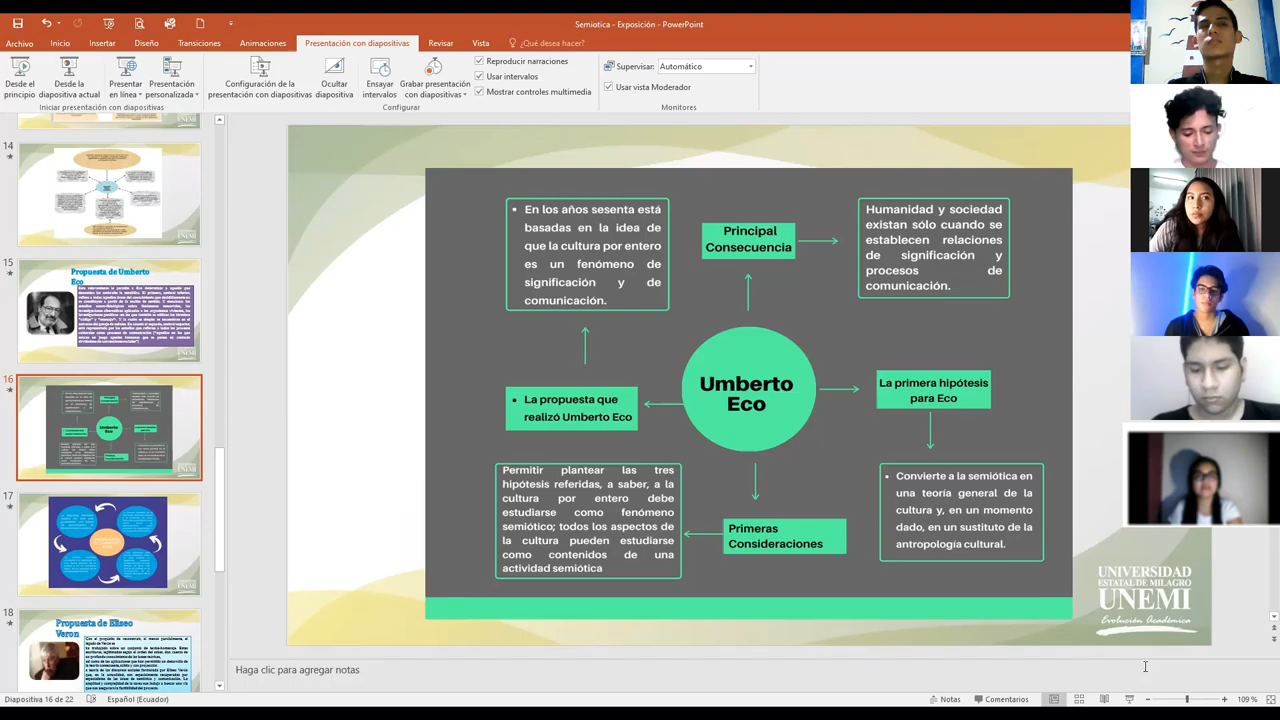 Semiotica - Exposición - PowerPoint
Archivo
Inicio
Insertar
Diseño
Transiciones
Animaciones
Presentación con diapositivas
Revisar
Vista
¿Qué desea hacer?
Desde el principio
Desde la diapositiva actual
Presentar en línea
Presentación personalizada
Iniciar presentación con diapositivas
Configuración de la presentación con diapositivas
Ocultar diapositiva
Ensayar intervalos
Grabar presentación con diapositivas
Reproducir narraciones
Usar intervalos
Mostrar controles multimedia
Configurar
Supervisar:
Automático
Usar vista Moderador
Monitores
14
15
Propuesta de Umberto
Eco
16
17
18
Propuesta de Eliseo
Veron
• En los años sesenta está
basadas en la idea de
que la cultura por entero
es un fenómeno de
significación y de
comunicación.
Principal
Consecuencia
Humanidad y sociedad
existan sólo cuando se
establecen relaciones
de significación y
procesos de
comunicación.
Umberto
Eco
• La propuesta que
realizó Umberto Eco
La primera hipótesis
para Eco
Permitir plantear las tres
hipótesis referidas, a saber, a la
cultura por entero debe
estudiarse como fenómeno
semiótico; todos los aspectos de
la cultura pueden estudiarse
como contenidos de una
actividad semiótica
Primeras
Consideraciones
• Convierte a la semiótica en
una teoría general de la
cultura y, en un momento
dado, en un sustituto de la
antropología cultural.
UNIVERSIDAD
ESTATAL DE MILAGRO
UNEMI
Evolución Académica
Haga clic para agregar notas
Diapositiva 16 de 22
Español (Ecuador)
Notas
Comentarios
109 %